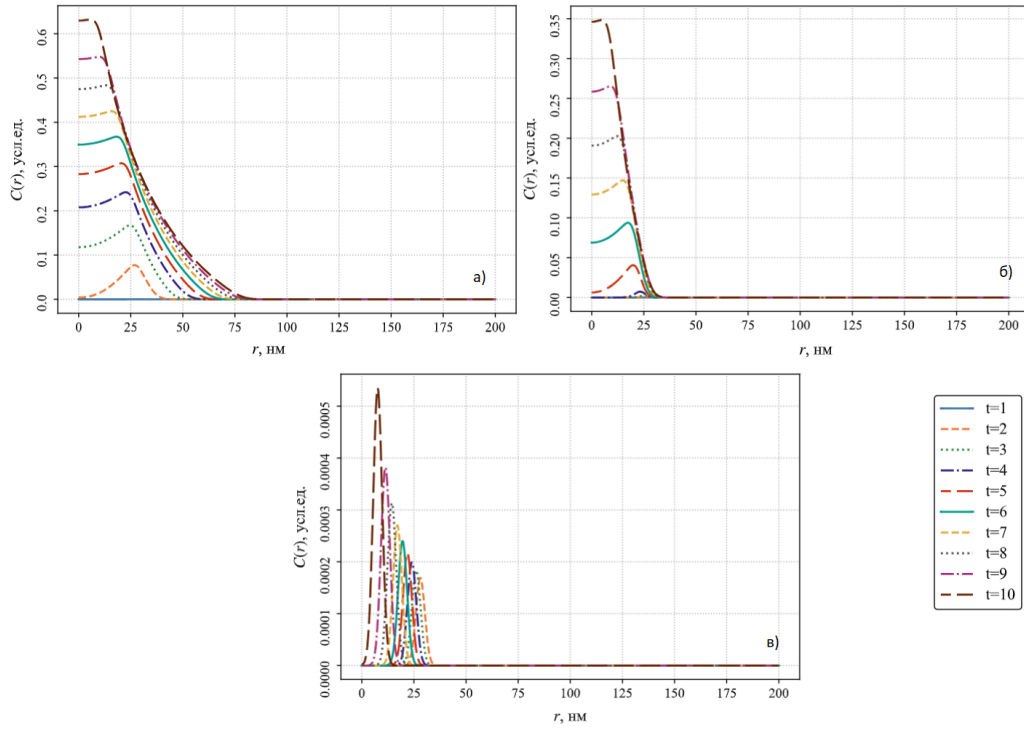 0.6
0.5
0.4
0.3
0.2
0.1
0.0
C(r), усл.ед.
а)
0 25 50 75 100 125 150 175 200
r, нм
0.35
0.30
0.25
0.20
0.15
0.10
0.05
0.00
C(r), усл.ед.
б)
0 25 50 75 100 125 150 175 200
r, нм
0.0005
0.0004
0.0003
0.0002
0.0001
0.0000
C(r), усл.ед.
в)
0 25 50 75 100 125 150 175 200
r, нм
t=1
t=2
t=3
t=4
t=5
t=6
t=7
t=8
t=9
t=10